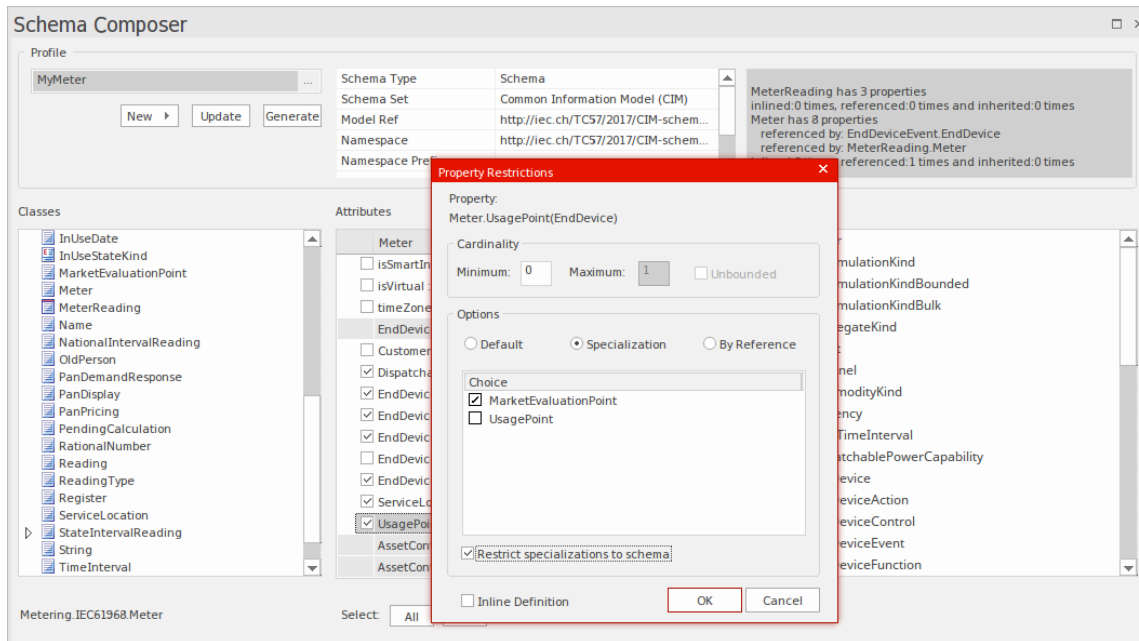 Schema Composer
Profile
MyMeter
...
New
Update
Generate
Schema Type Schema
Schema Set Common Information Model (CIM)
Model Ref http://iec.ch/TC57/2017/CIM-schem...
Namespace http://iec.ch/TC57/2017/CIM-schem...
Namespace Pre
MeterReading has 3 properties
inlined:0 times, referenced:0 times and inherited:0 times
Meter has 8 properties
referenced by: EndDeviceEvent.EndDevice
referenced by: MeterReading.Meter
referenced:1 times and inherited:0 times
Classes
InUseDate
InUseStateKind
MarketEvaluationPoint
Meter
MeterReading
Name
NationalIntervalReading
OldPerson
PanDemandResponse
PanDisplay
PanPricing
PendingCalculation
RationalNumber
Reading
ReadingType
Register
ServiceLocation
StateIntervalReading
String
TimeInterval
Metering.IEC61968.Meter
Attributes
Meter
isSmartIn
isVirtual :
timeZone
EndDevic
Customer
Dispatcha
EndDevic
EndDevic
EndDevic
EndDevic
EndDevic
ServiceLo
UsagePoi
AssetCon
AssetCon
Select: All
Property Restrictions
Property:
Meter.UsagePoint(EndDevice)
Cardinality
Minimum: 0 Maximum: 1 Unbounded
Options
Default Specialization By Reference
Choice
MarketEvaluationPoint
UsagePoint
Restrict specializations to schema
Inline Definition OK Cancel
mulationKind
mulationKindBounded
mulationKindBulk
egateKind
nel
modityKind
ency
TimeInterval
atchablePowerCapability
evice
eviceAction
eviceControl
eviceEvent
eviceFunction